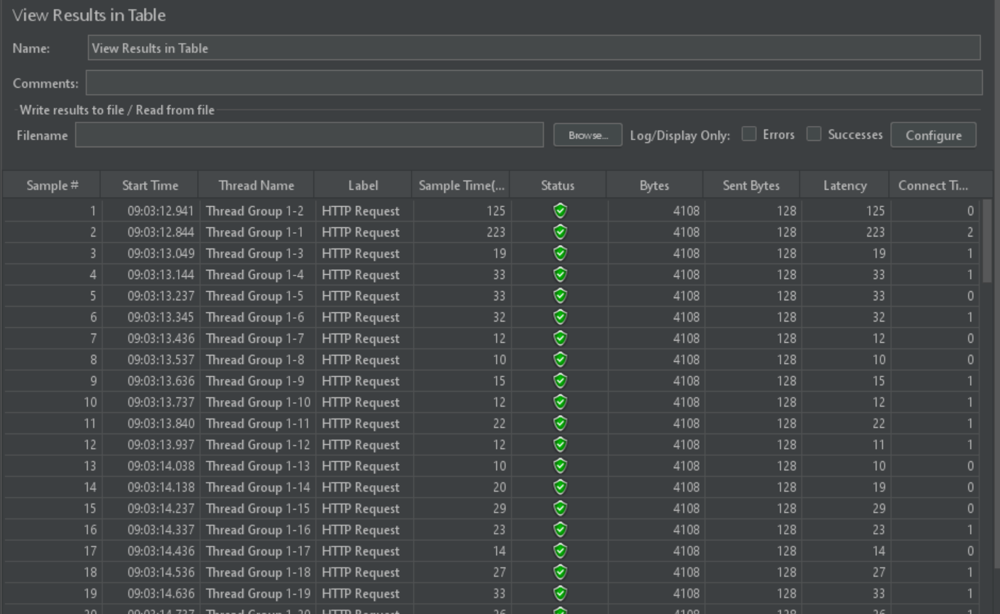 View Results in Table
Name: View Results in Table
Comments:
Write results to file / Read from file
Filename Browse... Log/Display Only: Errors Successes Configure
Sample # Start Time Thread Name Label Sample Time(... Status Bytes Sent Bytes Latency Connect Ti...
1 09:03:12.941 Thread Group 1-2 HTTP Request 125 4108 128 125 0
2 09:03:12.844 Thread Group 1-1 HTTP Request 223 4108 128 223 2
3 09:03:13.049 Thread Group 1-3 HTTP Request 19 4108 128 19 1
4 09:03:13.144 Thread Group 1-4 HTTP Request 33 4108 128 33 1
5 09:03:13.237 Thread Group 1-5 HTTP Request 33 4108 128 33 0
6 09:03:13.345 Thread Group 1-6 HTTP Request 32 4108 128 32 1
7 09:03:13.436 Thread Group 1-7 HTTP Request 12 4108 128 12 0
8 09:03:13.537 Thread Group 1-8 HTTP Request 10 4108 128 10 0
9 09:03:13.636 Thread Group 1-9 HTTP Request 15 4108 128 15 1
10 09:03:13.737 Thread Group 1-10 HTTP Request 12 4108 128 12 1
11 09:03:13.840 Thread Group 1-11 HTTP Request 22 4108 128 22 1
12 09:03:13.937 Thread Group 1-12 HTTP Request 12 4108 128 11 1
13 09:03:14.038 Thread Group 1-13 HTTP Request 10 4108 128 10 0
14 09:03:14.138 Thread Group 1-14 HTTP Request 20 4108 128 19 0
15 09:03:14.237 Thread Group 1-15 HTTP Request 29 4108 128 29 0
16 09:03:14.337 Thread Group 1-16 HTTP Request 23 4108 128 23 1
17 09:03:14.436 Thread Group 1-17 HTTP Request 14 4108 128 14 0
18 09:03:14.536 Thread Group 1-18 HTTP Request 27 4108 128 27 1
19 09:03:14.636 Thread Group 1-19 HTTP Request 33 4108 128 33 1